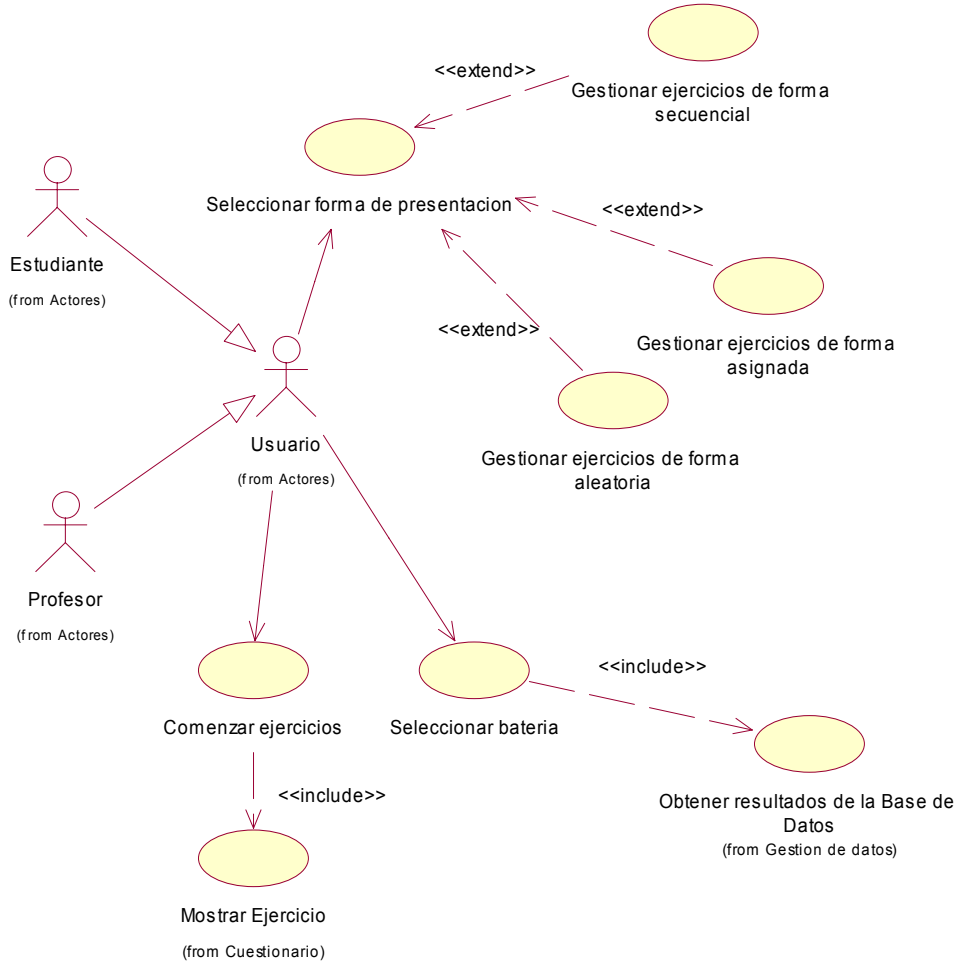 <<extend>>
Gestionar ejercicios de forma
secuencial
Seleccionar forma de presentacion
<<extend>>
Estudiante
(from Actores)
<<extend>>
Gestionar ejercicios de forma
asignada
Usuario
(from Actores)
Gestionar ejercicios de forma
aleatoria
Profesor
(from Actores)
<<include>>
Comenzar ejercicios
Seleccionar bateria
<<include>>
Obtener resultados de la Base de
Datos
(from Gestion de datos)
Mostrar Ejercicio
(from Cuestionario)